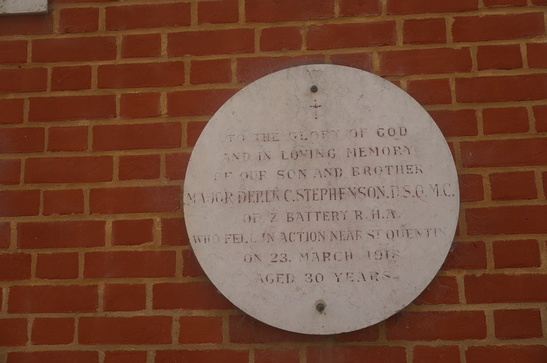 TO THE GLORY OF GOD
AND IN LOVING MEMORY
OF OUR SON AND BROTHER
MAJOR C. STEPHENSON, D.S.O. M.C.
OF Z BATTERY R.H.A.
WHO FELL IN ACTION NEAR ST QUENTIN
ON 23. MARCH 1918
AGED 30 YEARS